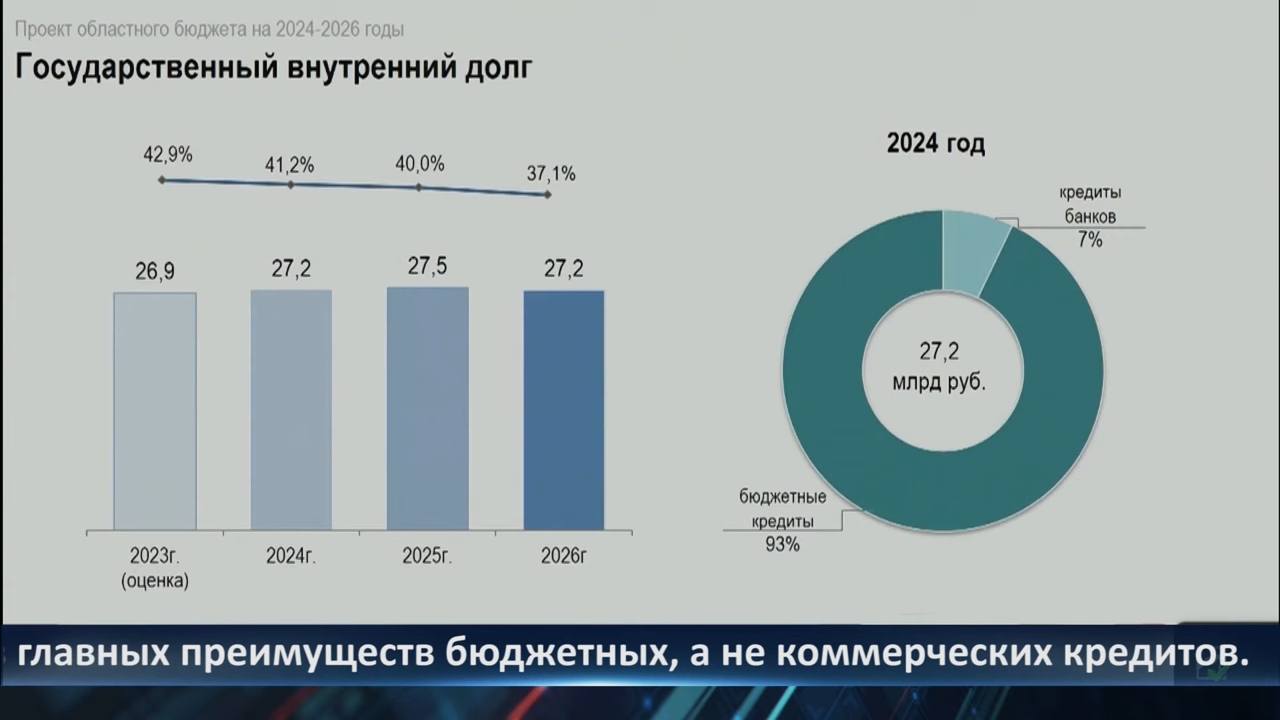 Проект областного бюджета на 2024-2026 годы
Государственный внутренний долг
42,9%
41,2%
40,0%
37,1%
26,9
27,2
27,5
27,2
2023г.
(оценка)
2024г.
2025г.
2026г
2024 год
кредиты
банков
7%
27,2
млрд руб.
бюджетные
кредиты
93%
главных преимуществ бюджетных, а не коммерческих кредитов.